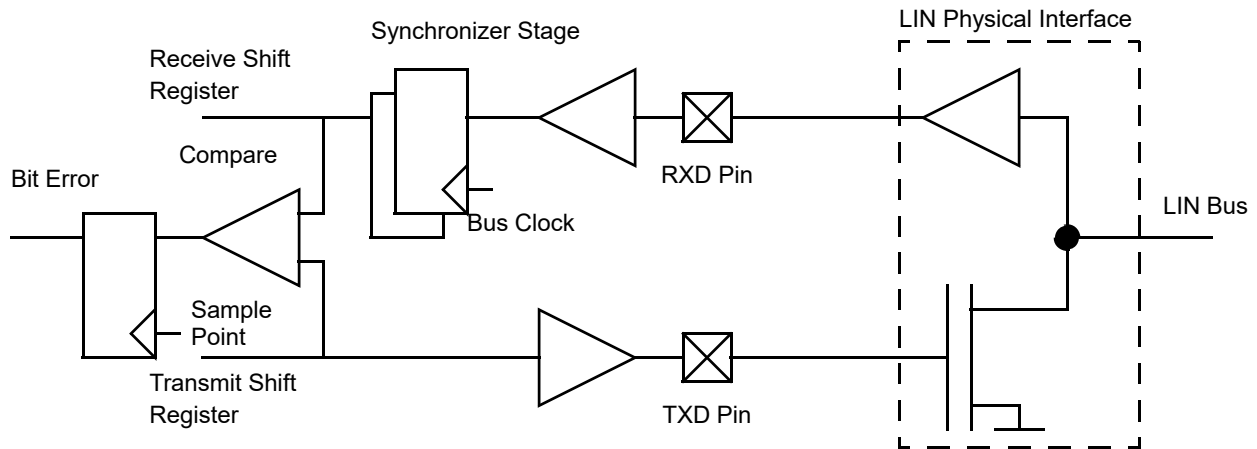 LIN Physical Interface
Synchronizer Stage
Receive Shift
Register
Compare
RXD Pin
Bit Error
LIN Bus
Bus Clock
Sample
Point
Transmit Shift
Register
TXD Pin